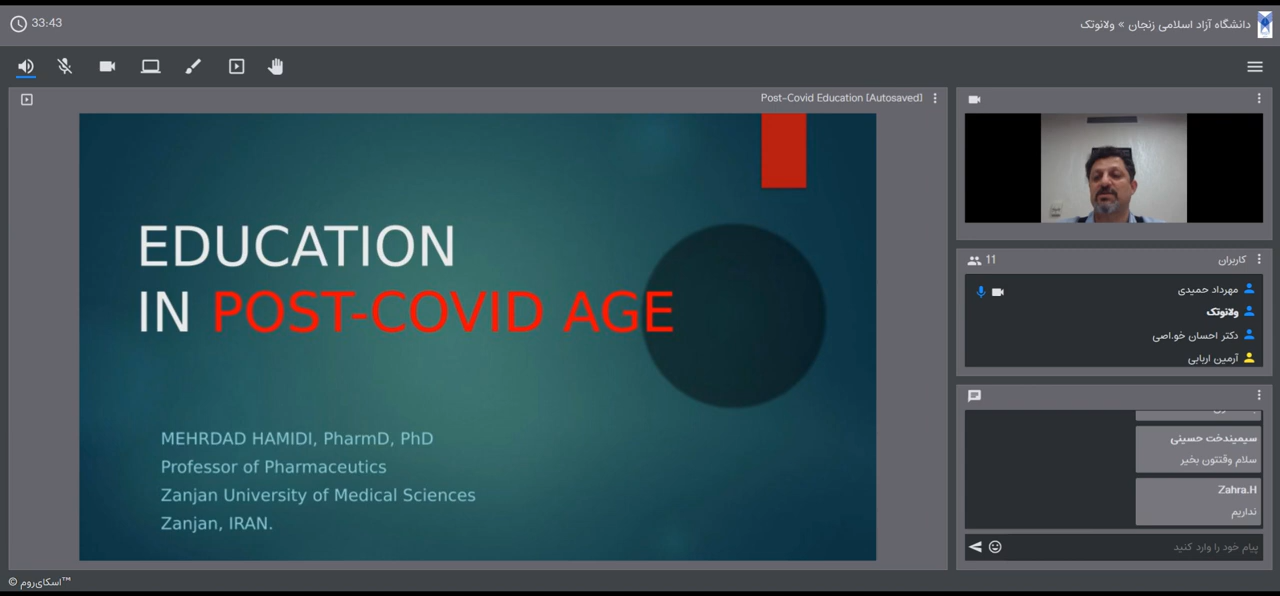 33:43
دانشگاه آزاد اسلامی زنجان » ولانوتک
Post-Covid Education [Autosaved]
EDUCATION
IN POST-COVID AGE
MEHRDAD HAMIDI, PharmD, PhD
Professor of Pharmaceutics
Zanjan University of Medical Sciences
Zanjan, IRAN.
11
کاربران
مهرداد حمیدی
ولانوتک
دکتر احسان خو.اصی
آرمین اربابی
سیمیندخت حسینی
سلام وقتتون بخیر
Zahra.H
نداریم
پیام خود را وارد کنید
© اسکای‌روم™